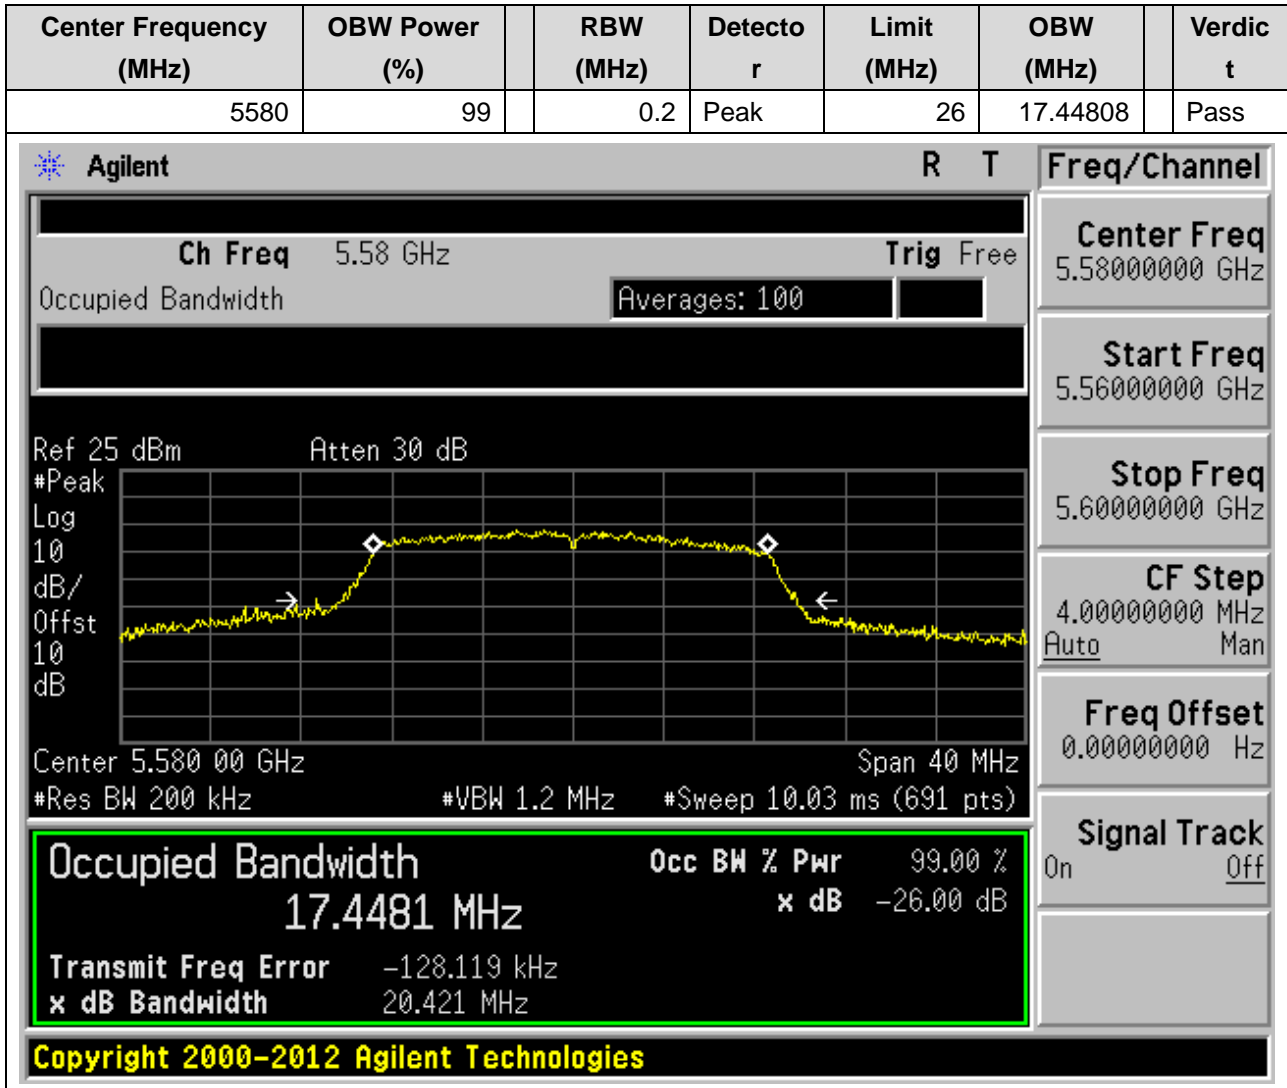 Center Frequency OBW Power RBW Detecto Limit OBW Verdic
(MHz) (%) (MHz) r (MHz) (MHz) t
5580 99 0.2 Peak 26 17.44808 Pass
Agilent R T Freq/Channel
Ch Freq 5.58 GHz Trig Free
Occupied Bandwidth Averages: 100
Center Freq
5.58000000 GHz
Start Freq
5.56000000 GHz
Stop Freq
5.60000000 GHz
CF Step
4.00000000 MHz
Auto Man
Freq Offset
0.00000000 Hz
Signal Track
On Off
Ref 25 dBm Atten 30 dB
#Peak
Log
10
dB/
Offst
10
dB
Center 5.580 00 GHz Span 40 MHz
#Res BW 200 kHz #VBW 1.2 MHz #Sweep 10.03 ms (691 pts)
Occupied Bandwidth Occ BW % Pwr 99.00 %
17.4481 MHz x dB -26.00 dB
Transmit Freq Error -128.119 kHz
x dB Bandwidth 20.421 MHz
Copyright 2000-2012 Agilent Technologies